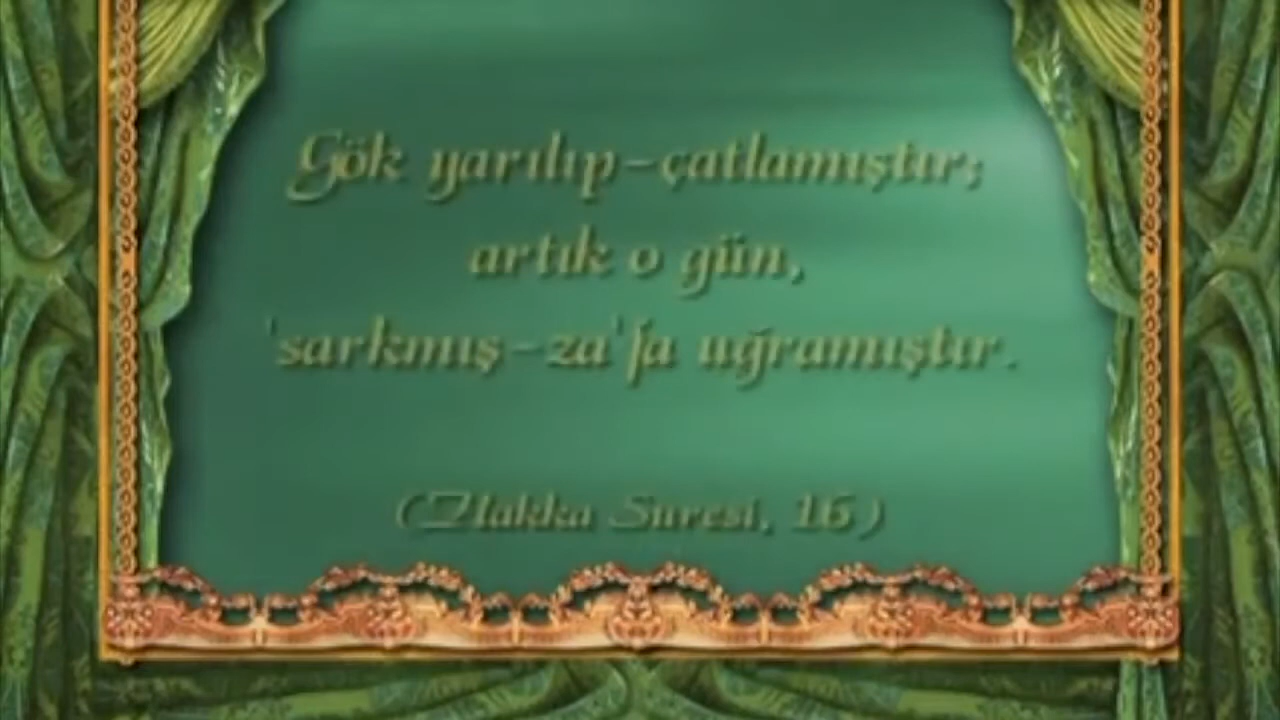 Gök yarılıp-çatlamıştır;
artık o gün,
'sarkmış-za'fa uğramıştır.
(Hakka Suresi, 16)